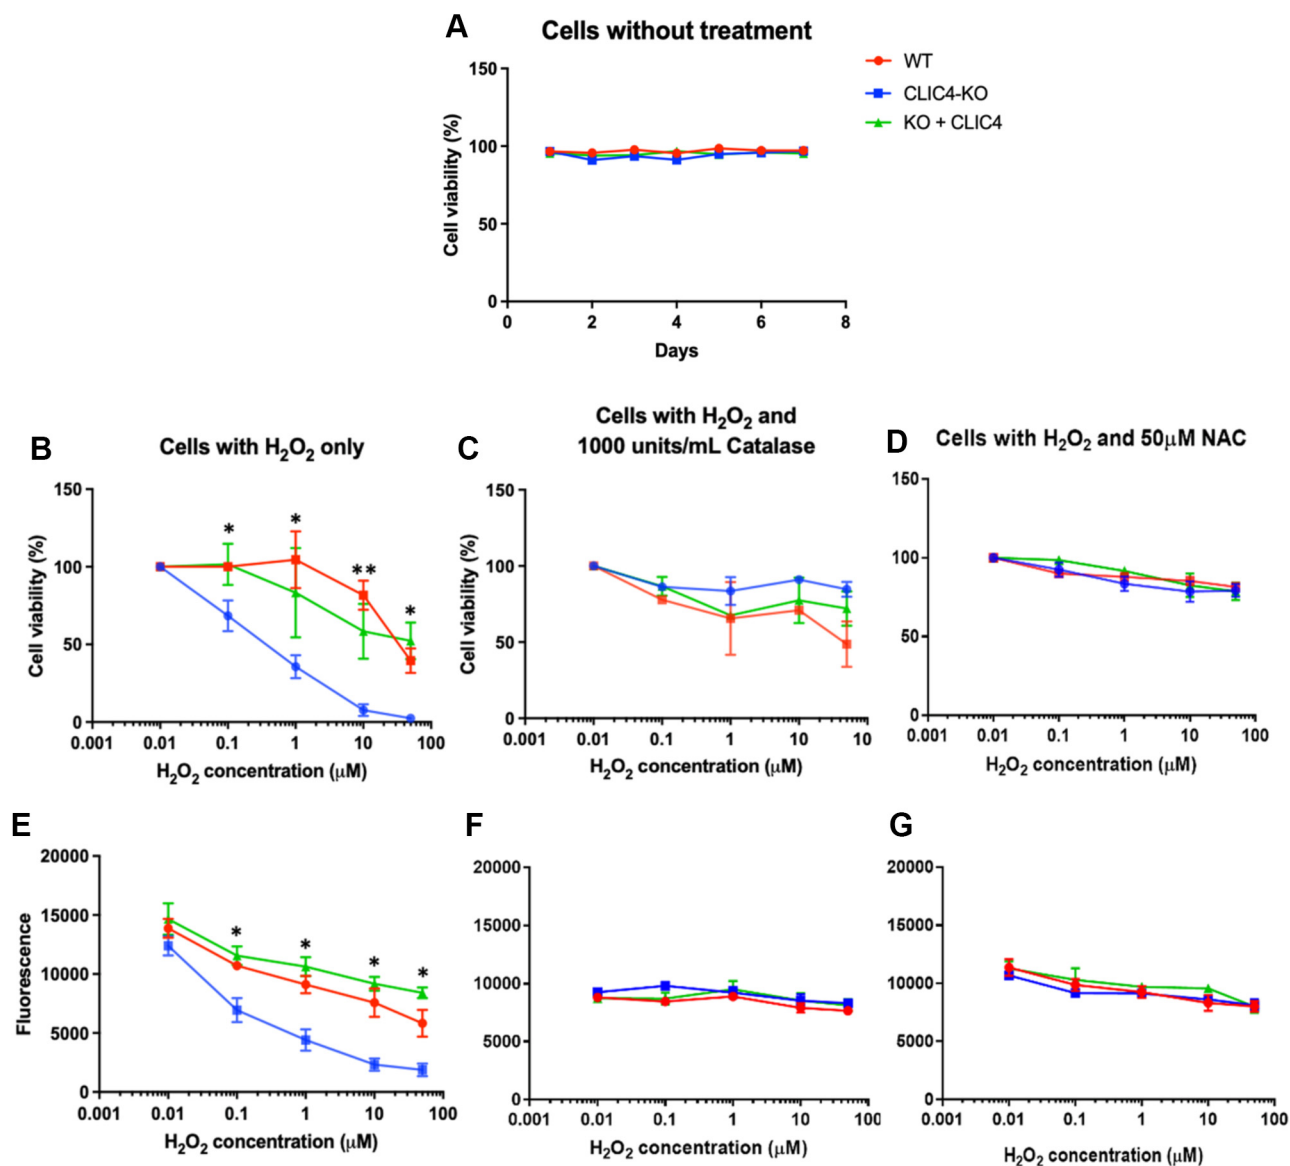 A
Cells without treatment
WT
CLIC4-KO
KO + CLIC4
Cell viability (%)
150
100
50
0
0 2 4 6 8
Days
B
Cells with H₂O₂ only
Cell viability (%)
150
100
50
0
* * ** *
0.001 0.01 0.1 1 10 100
H₂O₂ concentration (μM)
C
Cells with H₂O₂ and
1000 units/mL Catalase
Cell viability (%)
150
100
50
0
0.001 0.01 0.1 1 10 10
H₂O₂ concentration (μM)
D
Cells with H₂O₂ and 50μM NAC
150
100
50
0
0.001 0.01 0.1 1 10 100
H₂O₂ concentration (μM)
E
Fluorescence
20000
15000
10000
5000
0
* * * *
0.001 0.01 0.1 1 10 100
H₂O₂ concentration (μM)
F
20000
15000
10000
5000
0
0.001 0.01 0.1 1 10 100
H₂O₂ concentration (μM)
G
20000
15000
10000
5000
0
0.001 0.01 0.1 1 10 100
H₂O₂ concentration (μM)